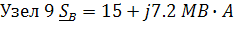 Узел 9 S_B = 15 + j7.2 МВ · А